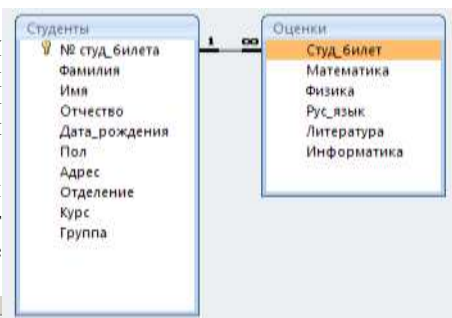 Студенты
№ студ_билета
Фамилия
Имя
Отчество
Дата_рождения
Пол
Адрес
Отделение
Курс
Группа
1 ∞
Оценки
Студ_билет
Математика
Физика
Рус_язык
Литература
Информатика